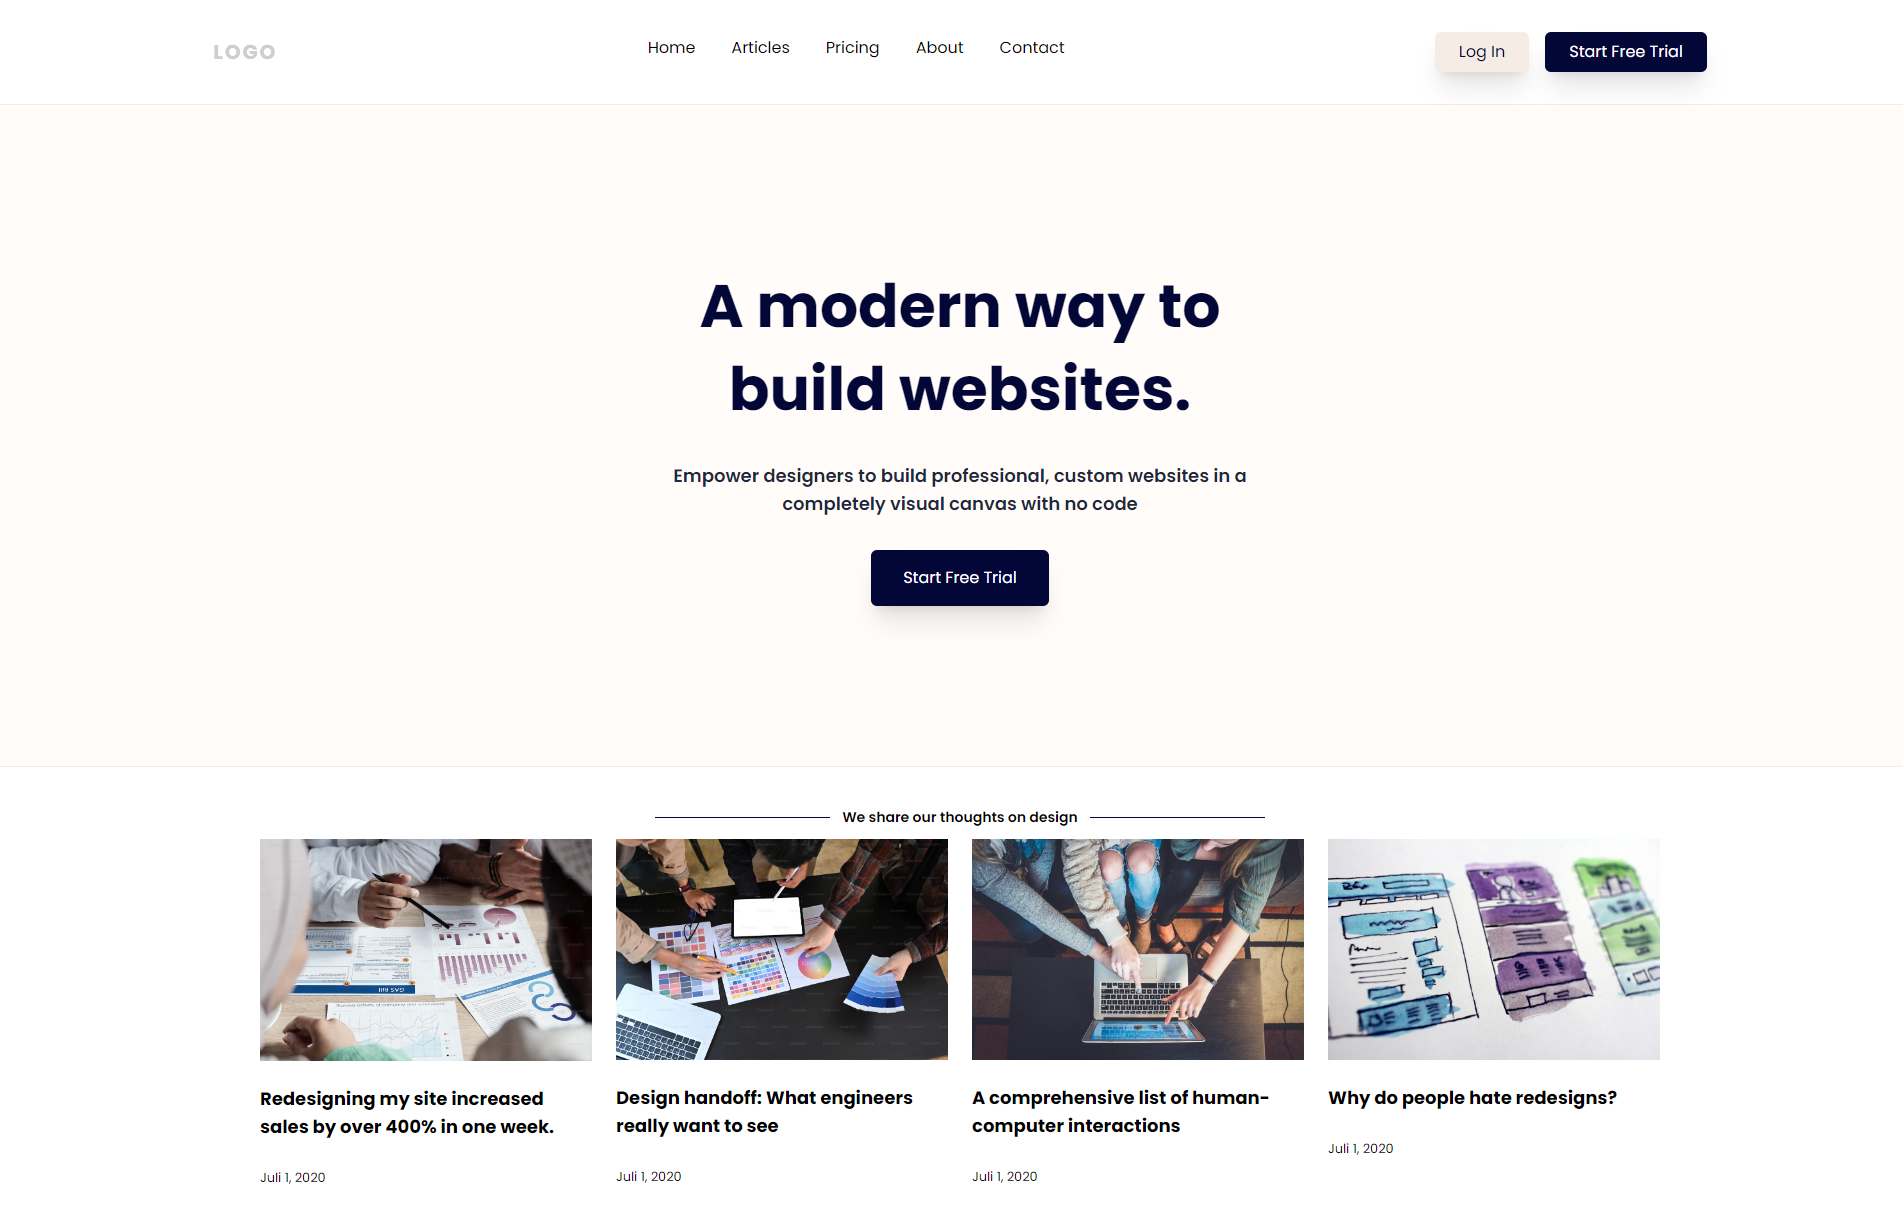 LOGO
Home Articles Pricing About Contact
Log In Start Free Trial
A modern way to
build websites.
Empower designers to build professional, custom websites in a
completely visual canvas with no code
Start Free Trial
We share our thoughts on design
GAS Bill
Redesigning my site increased
sales by over 400% in one week.
Juli 1, 2020
Design handoff: What engineers
really want to see
Juli 1, 2020
A comprehensive list of human-
computer interactions
Juli 1, 2020
Why do people hate redesigns?
Juli 1, 2020